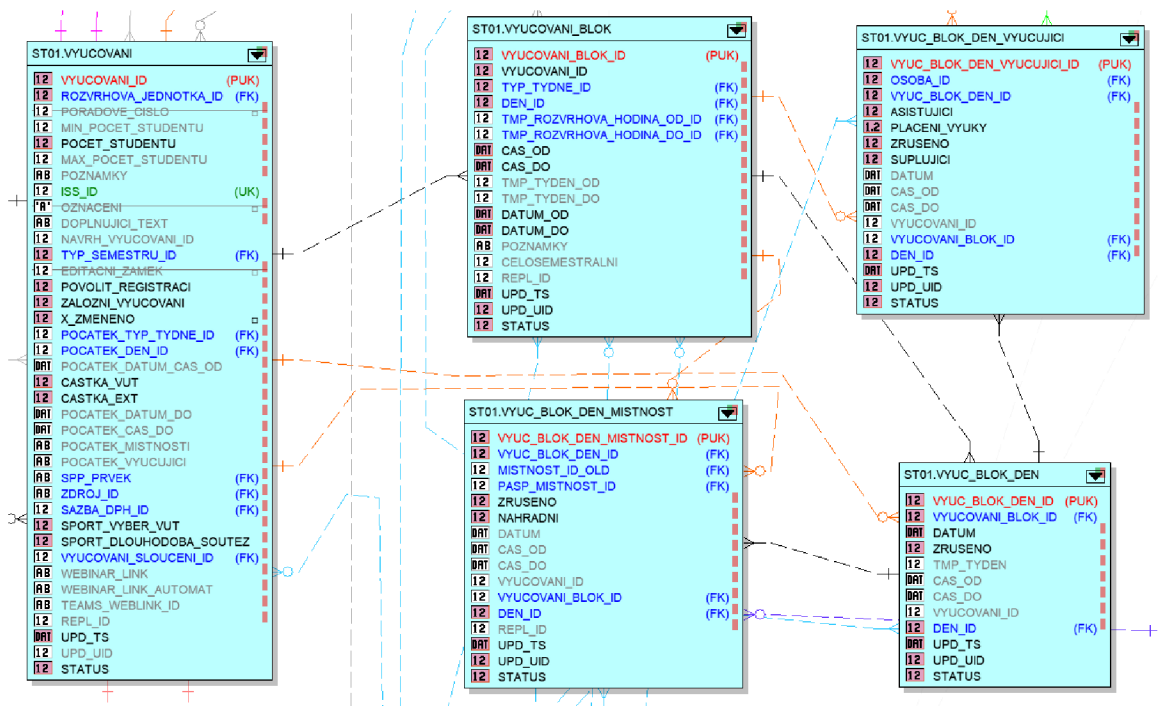 ST01.VYUCOVANI
12 VYUCOVANI_ID (PUK)
12 ROZVRHOVA_JEDNOTKA_ID (FK)
12 PORADOVE_CISLO
12 MIN_POCET_STUDENTU
12 POCET_STUDENTU
12 MAX_POCET_STUDENTU
AB POZNAMKY
12 ISS_ID (UK)
"A" OZNACENI
AB DOPLNUJICI_TEXT
12 NAVRH_VYUCOVANI_ID
12 TYP_SEMESTRU_ID (FK)
12 EDITACNI_ZAMEK
12 POVOLIT_REGISTRACI
12 ZALOZNI_VYUCOVANI
12 X_ZMENENO
12 POCATEK_TYP_TYDNE_ID (FK)
12 POCATEK_DEN_ID (FK)
DAT POCATEK_DATUM_CAS_OD
12 CASTKA_VUT
12 CASTKA_EXT
DAT POCATEK_DATUM_DO
DAT POCATEK_CAS_DO
AB POCATEK_MISTNOSTI
AB POCATEK_VYUCUJICI
AB SPP_PRVEK (FK)
AB ZDROJ_ID (FK)
12 SAZBA_DPH_ID (FK)
12 SPORT_VYBER_VUT
12 SPORT_DLOUHODOBA_SOUTEZ
12 VYUCOVANI_SLOUCENI_ID (FK)
AB WEBINAR_LINK
AB WEBINAR_LINK_AUTOMAT
AB TEAMS_WEBLINK_ID
12 REPL_ID
DAT UPD_TS
12 UPD_UID
12 STATUS
ST01.VYUCOVANI_BLOK
12 VYUCOVANI_BLOK_ID (PUK)
12 VYUCOVANI_ID
12 TYP_TYDNE_ID (FK)
12 DEN_ID (FK)
12 TMP_ROZVRHOVA_HODINA_OD_ID (FK)
12 TMP_ROZVRHOVA_HODINA_DO_ID (FK)
DAT CAS_OD
DAT CAS_DO
12 TMP_TYDEN_OD
12 TMP_TYDEN_DO
DAT DATUM_OD
DAT DATUM_DO
AB POZNAMKY
12 CELOSEMESTRALNI
12 REPL_ID
DAT UPD_TS
12 UPD_UID
12 STATUS
ST01.VYUC_BLOK_DEN_VYUCUJICI
12 VYUC_BLOK_DEN_VYUCUJICI_ID (PUK)
12 OSOBA_ID (FK)
12 VYUC_BLOK_DEN_ID (FK)
12 ASISTUJICI
1.2 PLACENI_VYUKY
12 ZRUSENO
12 SUPLUJICI
DAT DATUM
DAT CAS_OD
DAT CAS_DO
12 VYUCOVANI_ID
12 VYUCOVANI_BLOK_ID (FK)
12 DEN_ID (FK)
DAT UPD_TS
12 UPD_UID
12 STATUS
ST01.VYUC_BLOK_DEN_MISTNOST
12 VYUC_BLOK_DEN_MISTNOST_ID (PUK)
12 VYUC_BLOK_DEN_ID (FK)
12 MISTNOST_ID_OLD (FK)
12 PASP_MISTNOST_ID (FK)
12 ZRUSENO
12 NAHRADNI
DAT DATUM
DAT CAS_OD
DAT CAS_DO
12 VYUCOVANI_ID
12 VYUCOVANI_BLOK_ID (FK)
12 DEN_ID (FK)
12 REPL_ID
DAT UPD_TS
12 UPD_UID
12 STATUS
ST01.VYUC_BLOK_DEN
12 VYUC_BLOK_DEN_ID (PUK)
12 VYUCOVANI_BLOK_ID (FK)
DAT DATUM
12 ZRUSENO
12 TMP_TYDEN
DAT CAS_OD
DAT CAS_DO
12 VYUCOVANI_ID
12 DEN_ID (FK)
DAT UPD_TS
12 UPD_UID
12 STATUS